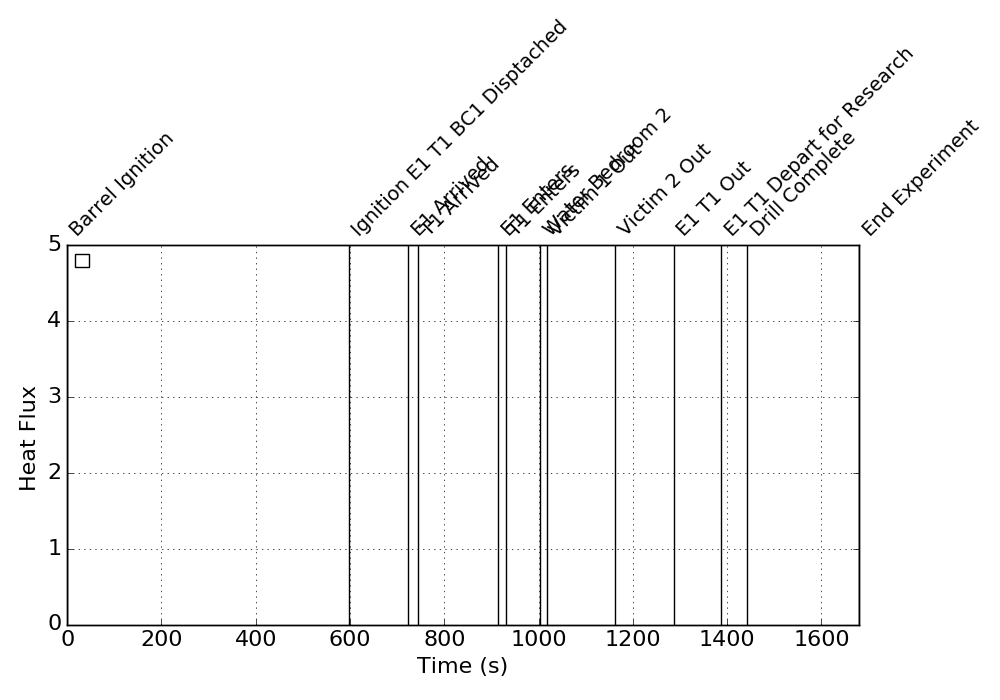 Barrel Ignition
Ignition E1 T1 BC1 Disptached
E1 Arrived
T1 Arrived
E1 Enters
T1 Enters
Water Bedroom 2
Victim 1 Out
Victim 2 Out
E1 T1 Out
E1 T1 Depart for Research
Drill Complete
End Experiment
5
4
3
2
1
0
Heat Flux
0 200 400 600 800 1000 1200 1400 1600
Time (s)